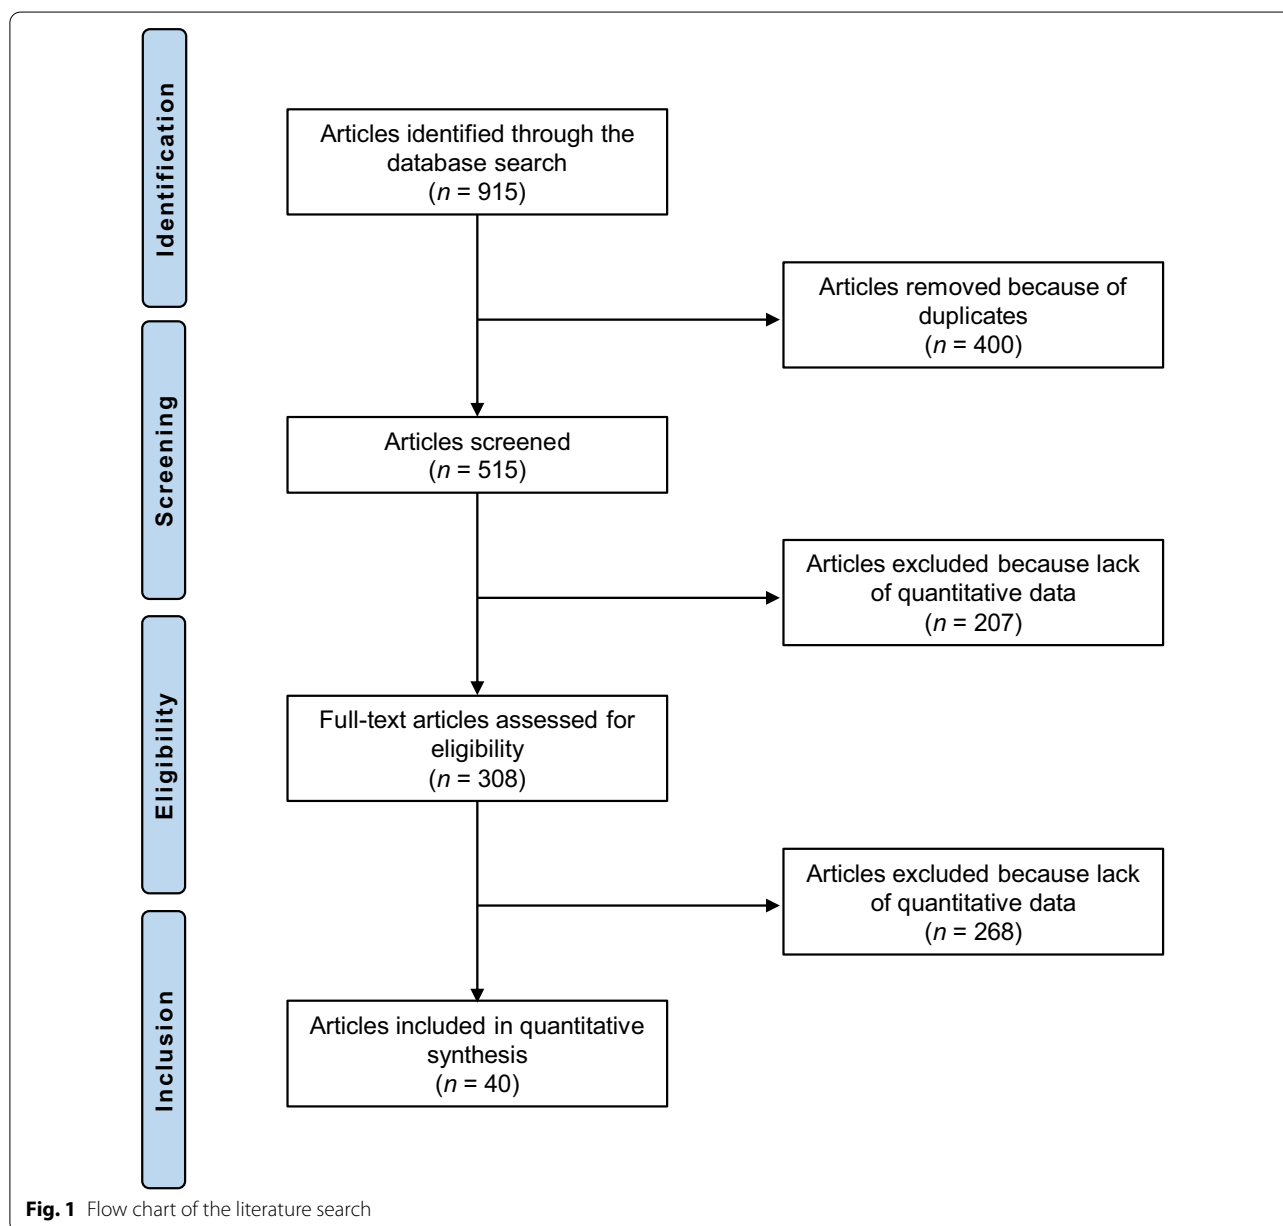 Identification
Articles identified through the
database search
(n = 915)
Articles removed because of
duplicates
(n = 400)
Screening
Articles screened
(n = 515)
Articles excluded because lack
of quantitative data
(n = 207)
Eligibility
Full-text articles assessed for
eligibility
(n = 308)
Articles excluded because lack
of quantitative data
(n = 268)
Inclusion
Articles included in quantitative
synthesis
(n = 40)
Fig. 1 Flow chart of the literature search